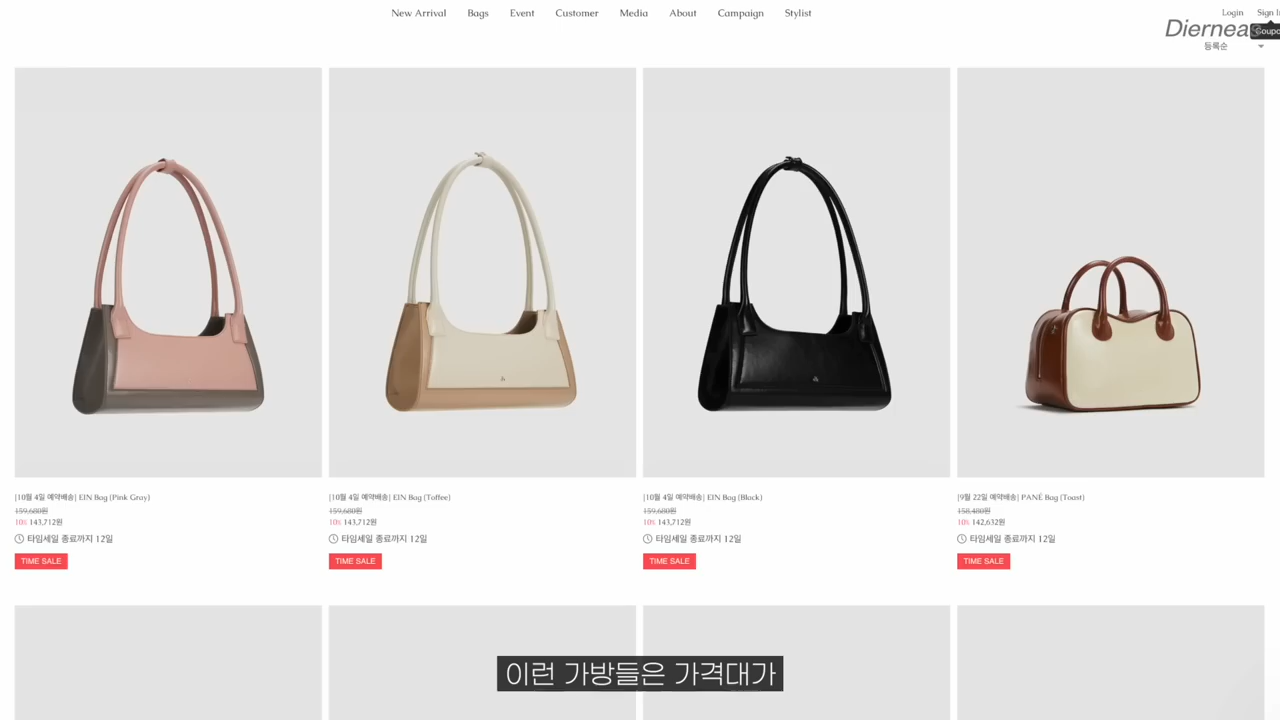 New Arrival Bags Event Customer Media About Campaign Stylist
Login Sign I
Diernea
Coupo
등록순
[10월 4일 예약배송] EIN Bag (Pink Gray)
159,680원
10% 143,712원
타임세일 종료까지 12일
TIME SALE
[10월 4일 예약배송] EIN Bag (Toffee)
159,680원
10% 143,712원
타임세일 종료까지 12일
TIME SALE
[10월 4일 예약배송] EIN Bag (Black)
159,680원
10% 143,712원
타임세일 종료까지 12일
TIME SALE
[9월 22일 예약배송] PANÉ Bag (Toast)
158,480원
10% 142,632원
타임세일 종료까지 12일
TIME SALE
이런 가방들은 가격대가